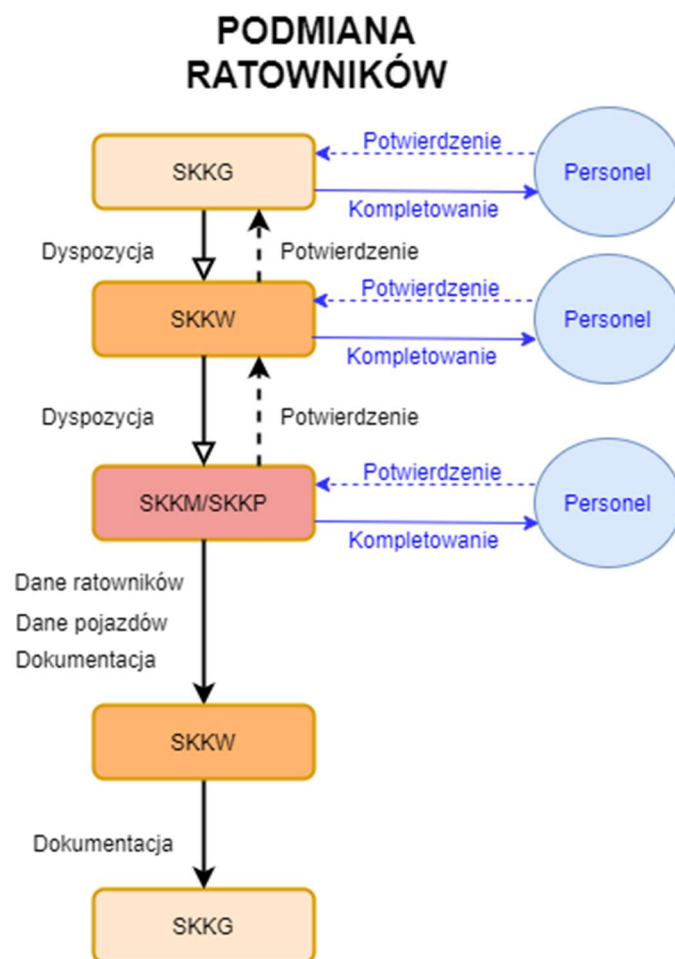 PODMIANA
RATOWNIKÓW
Potwierdzenie
SKKG
Personel
Kompletowanie
Dyspozycja
Potwierdzenie
Potwierdzenie
SKKW
Personel
Kompletowanie
Dyspozycja
Potwierdzenie
Potwierdzenie
SKKM/SKKP
Personel
Kompletowanie
Dane ratowników
Dane pojazdów
Dokumentacja
SKKW
Dokumentacja
SKKG